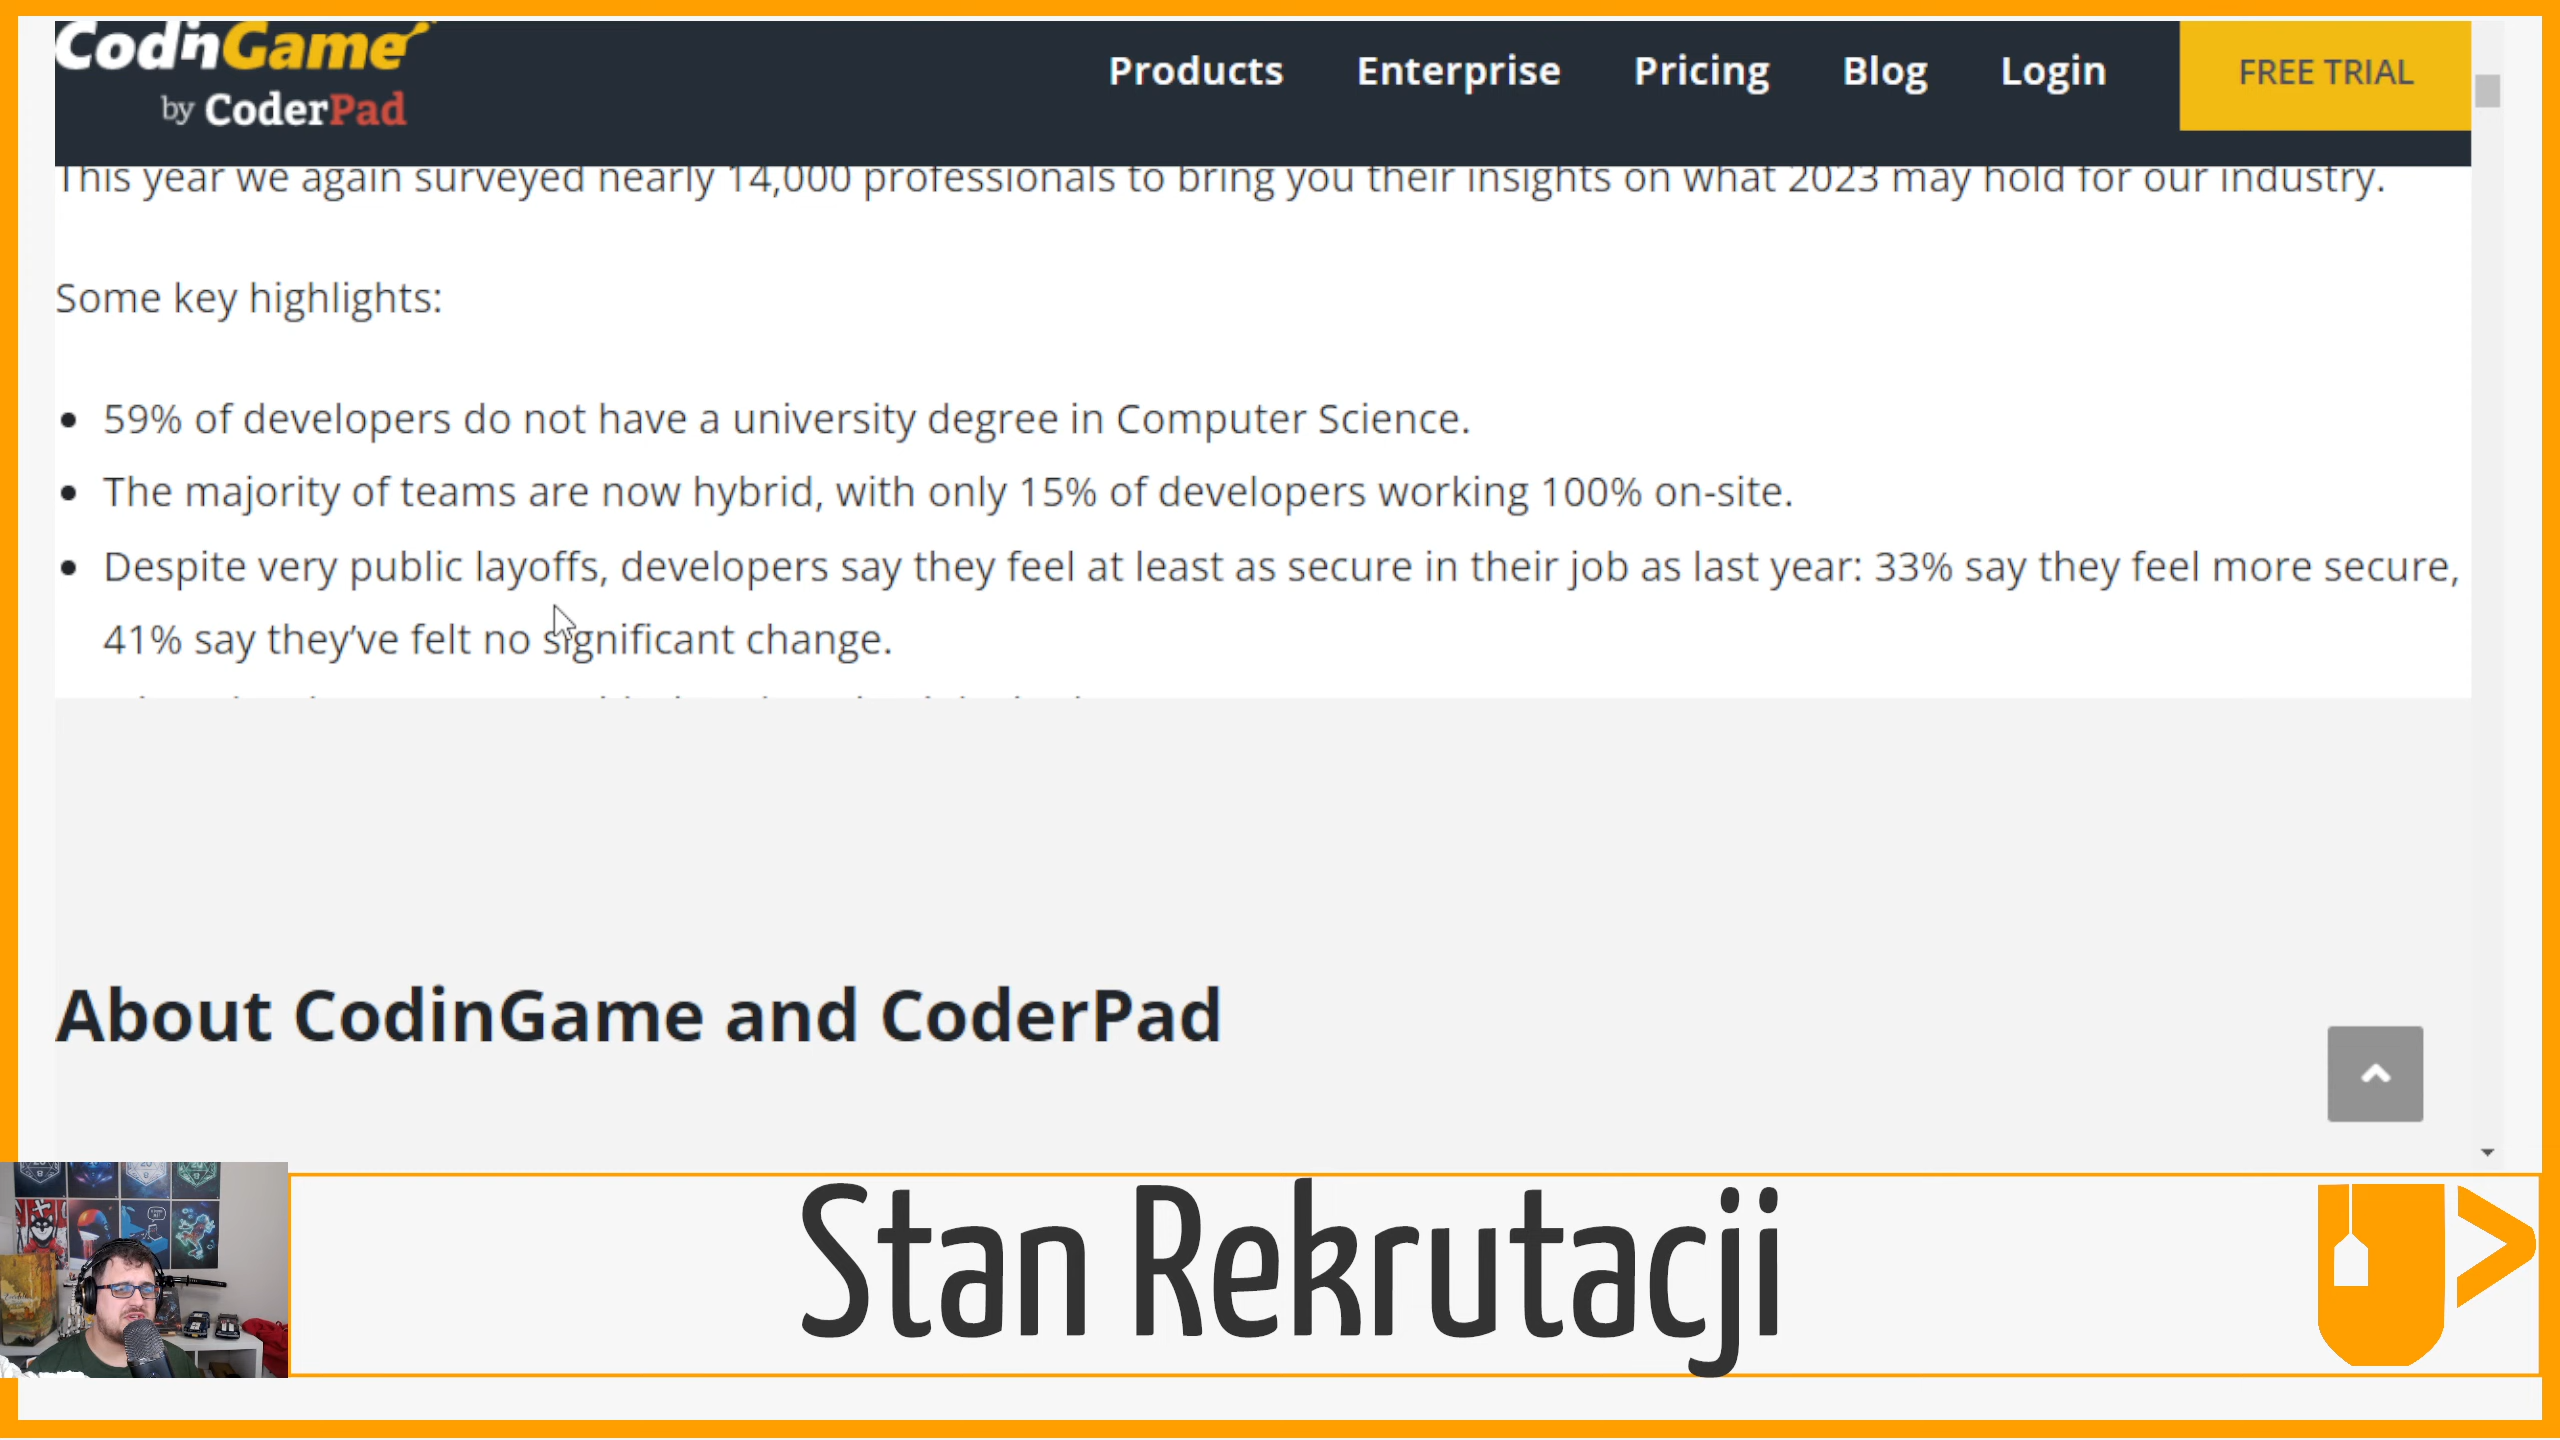 CodinGame
by CoderPad
Products Enterprise Pricing Blog Login FREE TRIAL
This year we again surveyed nearly 14,000 professionals to bring you their insights on what 2023 may hold for our industry.
Some key highlights:
• 59% of developers do not have a university degree in Computer Science.
• The majority of teams are now hybrid, with only 15% of developers working 100% on-site.
• Despite very public layoffs, developers say they feel at least as secure in their job as last year: 33% say they feel more secure,
41% say they’ve felt no significant change.
About CodinGame and CoderPad
Stan Rekrutacji